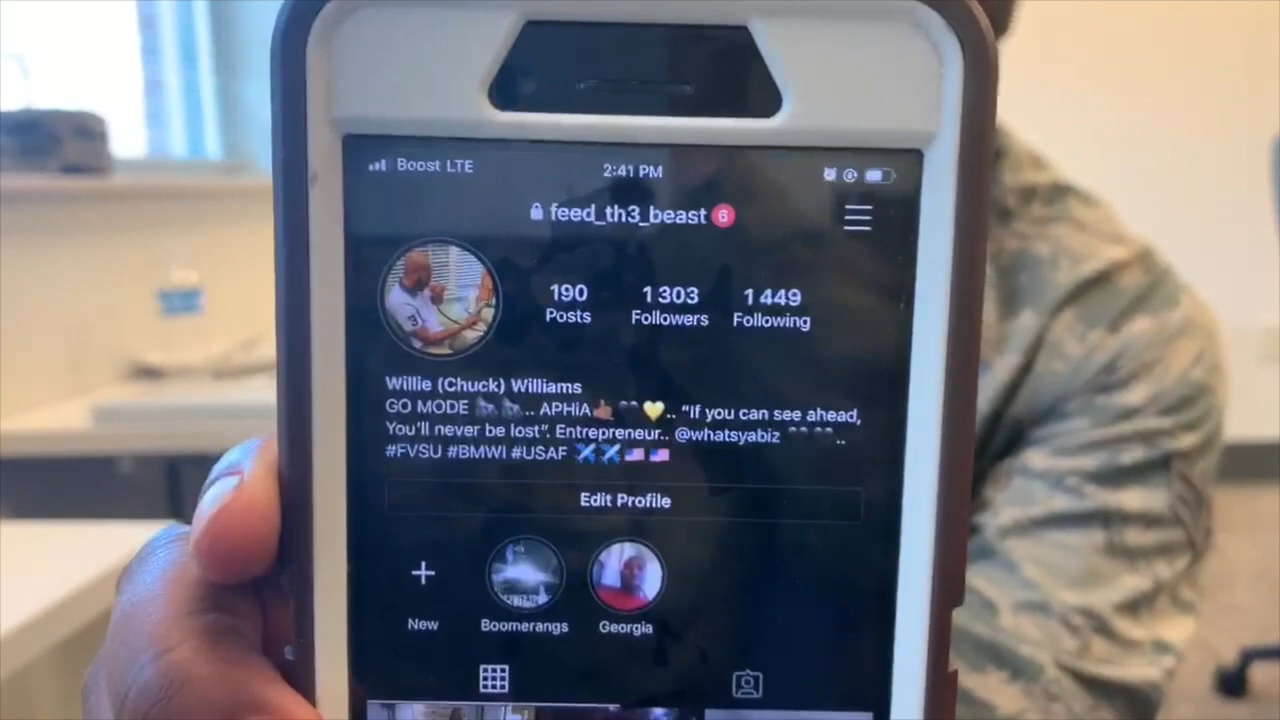 Boost LTE 2:41 PM
feed_th3_beast 6
190 1 303 1 449
Posts Followers Following
Willie (Chuck) Williams
GO MODE 🦍🦍.. APHiA🤙🏾🖤💛.. “If you can see ahead,
You’ll never be lost”. Entrepreneur.. @whatsyabiz 🖤🖤..
#FVSU #BMWI #USAF ✈️✈️🇺🇸🇺🇸
Edit Profile
+
New Boomerangs Georgia